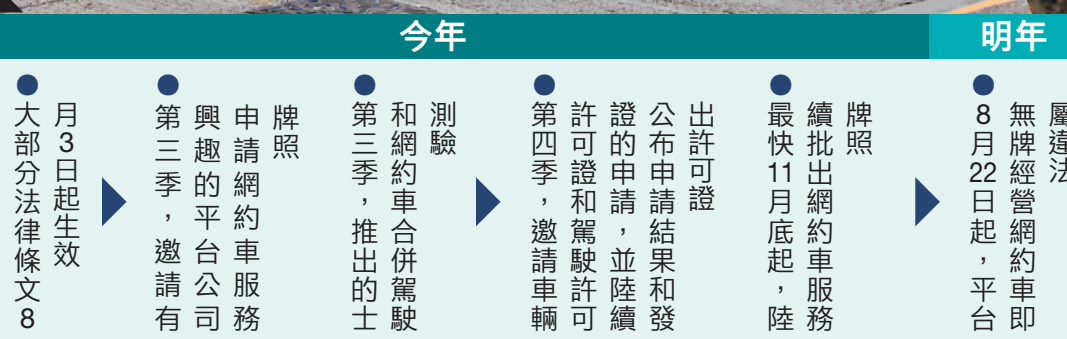 今年
大部分法律條文8
月3日起生效
第三季，邀請有
興趣的平台公司
申請網約車服務
牌照
第三季，推出的士
和網約車合併駕駛
測驗
第四季，邀請車輛
許可證和駕駛許可
證的申請，並陸續
公布申請結果和發
出許可證
最快11月底起，陸
續批出網約車服務
牌照
明年
8月22日起，平台
無牌經營網約車即
屬違法